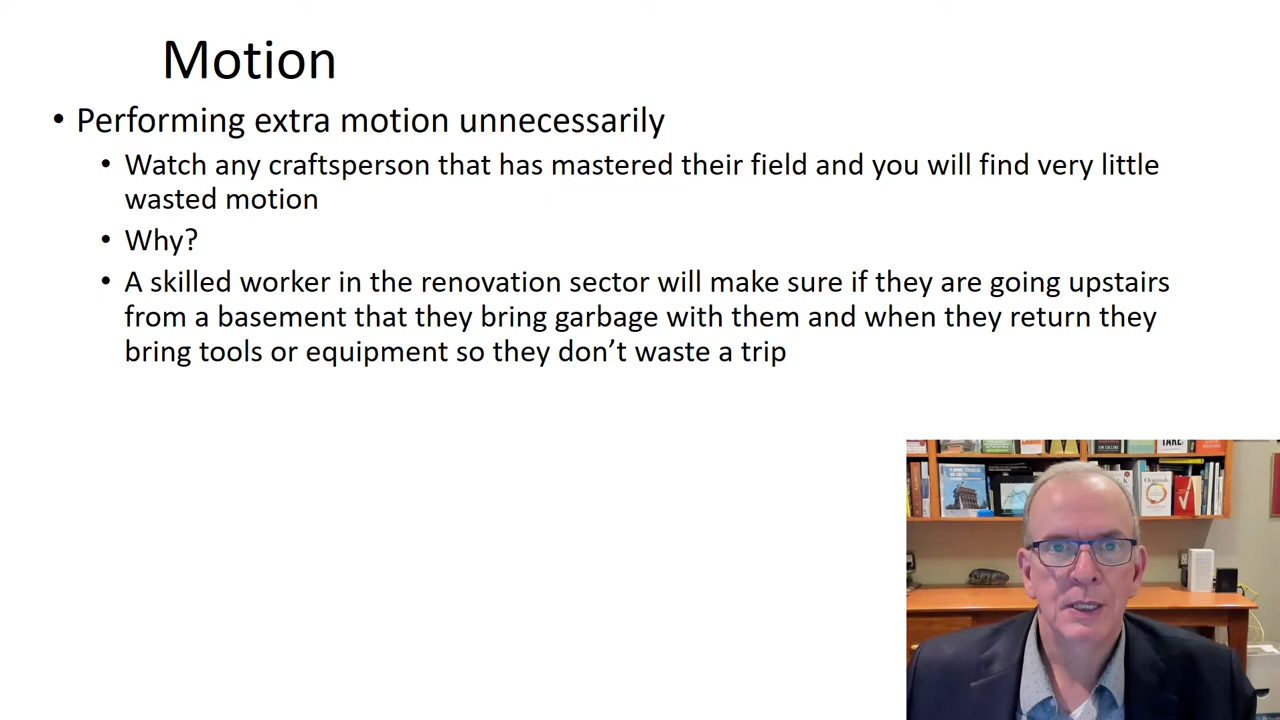 Motion
• Performing extra motion unnecessarily
• Watch any craftsperson that has mastered their field and you will find very little
wasted motion
• Why?
• A skilled worker in the renovation sector will make sure if they are going upstairs
from a basement that they bring garbage with them and when they return they
bring tools or equipment so they don’t waste a trip
TAKE
Originals